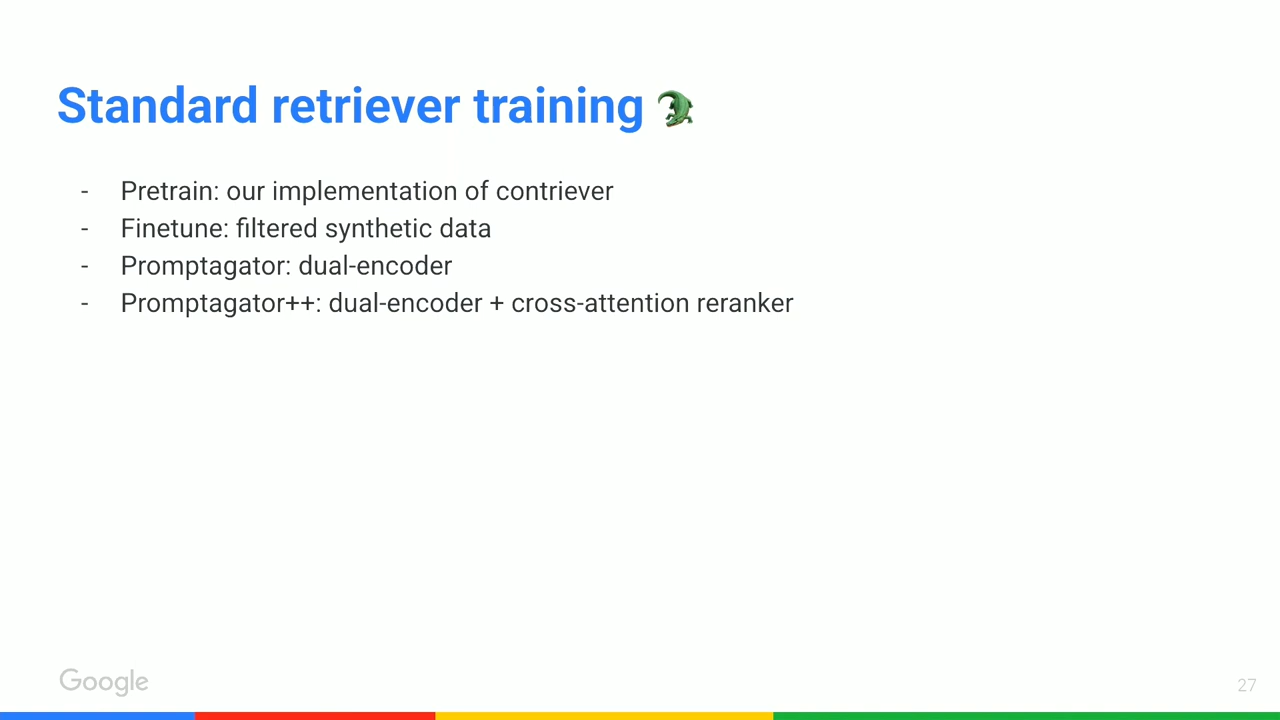 Standard retriever training
- Pretrain: our implementation of contriever
- Finetune: filtered synthetic data
- Promptagator: dual-encoder
- Promptagator++: dual-encoder + cross-attention reranker
Google
27